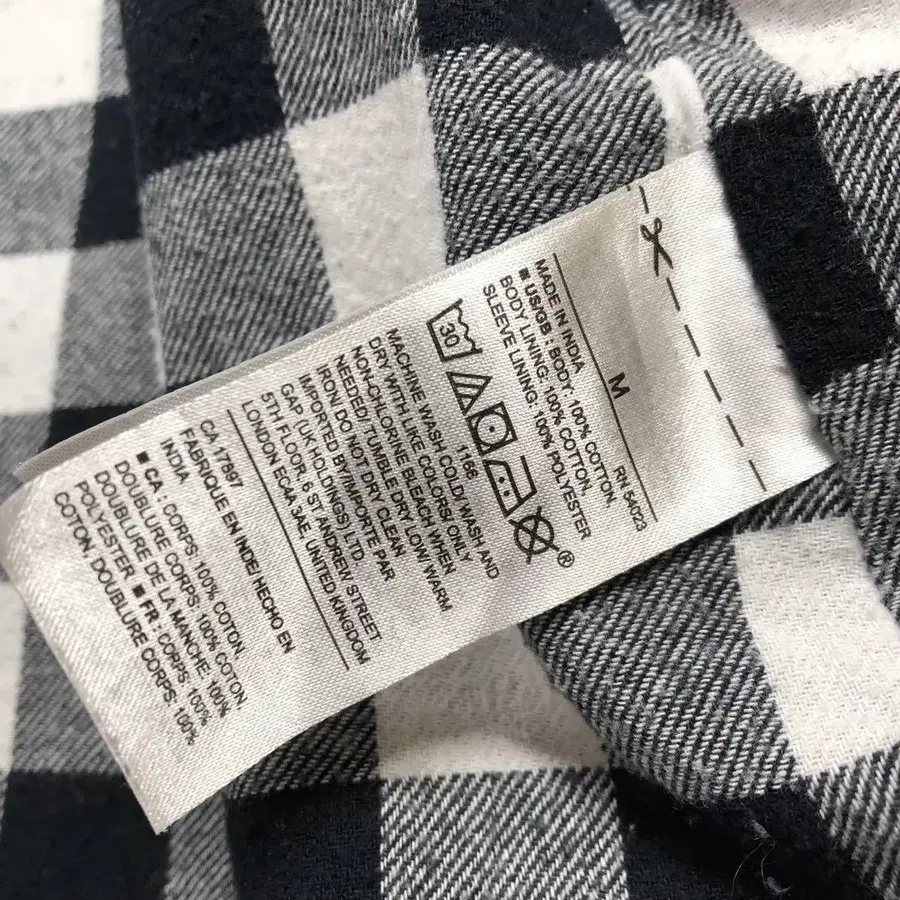 M
RN 54023
MADE IN INDIA
■ US/GB : BODY: 100% COTTON,
BODY LINING: 100% COTTON,
SLEEVE LINING: 100% POLYESTER
30
®
1166
MACHINE WASH COLD/ WASH AND
DRY WITH LIKE COLORS/ ONLY
NON-CHLORINE BLEACH WHEN
NEEDED/ TUMBLE DRY LOW/ WARM
IRON/ DO NOT DRY CLEAN
IMPORTED BY/IMPORTE PAR
GAP (UK HOLDINGS) LTD.
5TH FLOOR, 6 ST ANDREW STREET
LONDON EC4A 3AE, UNITED KINGDOM
CA 17897
FABRIQUE EN INDE/ HECHO EN
INDIA
■ CA : CORPS: 100% COTON,
DOUBLURE CORPS: 100% COTON
DOUBLURE DE LA MANCHE: 100%
POLYESTER ■ FR : CORPS: 100%
COTON, DOUBLURE CORPS: 100%